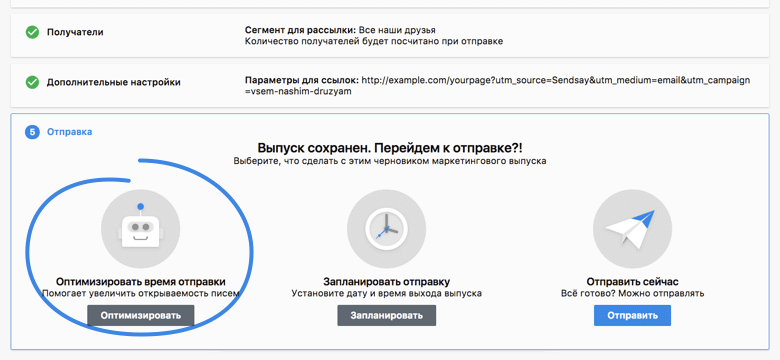 Получатели
Сегмент для рассылки: Все наши друзья
Количество получателей будет посчитано при отправке
Дополнительные настройки
Параметры для ссылок: http://example.com/yourpage?utm_source=Sendsay&utm_medium=email&utm_campaign
=vsem-nashim-druzyam
5 Отправка
Выпуск сохранен. Перейдем к отправке?!
Выберите, что сделать с этим черновиком маркетингового выпуска
Оптимизировать время отправки
Помогает увеличить открываемость писем
Оптимизировать
Запланировать отправку
Установите дату и время выхода выпуска
Запланировать
Отправить сейчас
Всё готово? Можно отправлять
Отправить